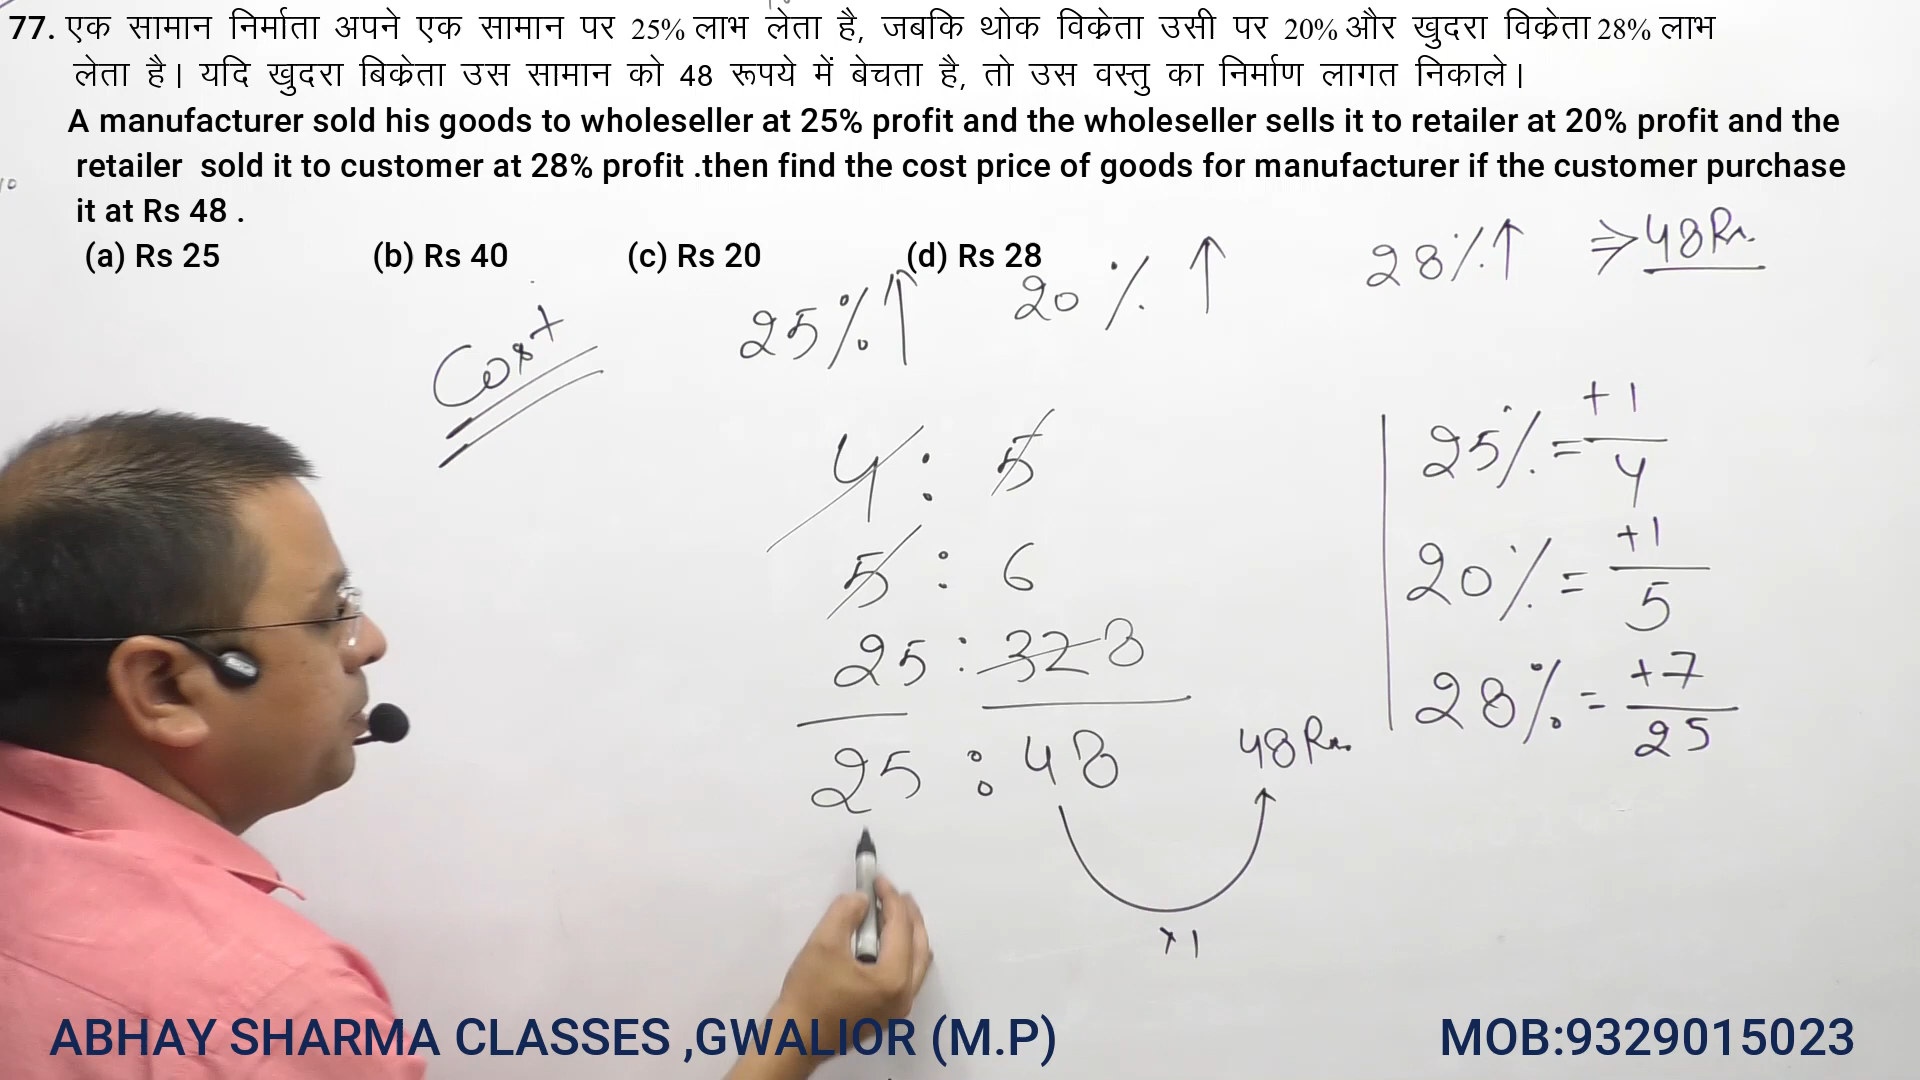 77. एक सामान निर्माता अपने एक सामान पर 25% लाभ लेता है, जबकि थोक विक्रेता उसी पर 20% और खुदरा विक्रेता 28% लाभ
लेता है। यदि खुदरा बिक्रेता उस सामान को 48 रूपये में बेचता है, तो उस वस्तु का निर्माण लागत निकाले।
A manufacturer sold his goods to wholeseller at 25% profit and the wholeseller sells it to retailer at 20% profit and the
retailer sold it to customer at 28% profit .then find the cost price of goods for manufacturer if the customer purchase
it at Rs 48 .
(a) Rs 25 (b) Rs 40 (c) Rs 20 (d) Rs 28
Cost 25%↑ 20%↑ 28%↑ ⇒ 48 Rs.
4 : 5
5 : 6
25 : 32 8
25 : 48 48 Rs.
×1
25% = +1/4
20% = +1/5
28% = +7/25
ABHAY SHARMA CLASSES ,GWALIOR (M.P) MOB:9329015023